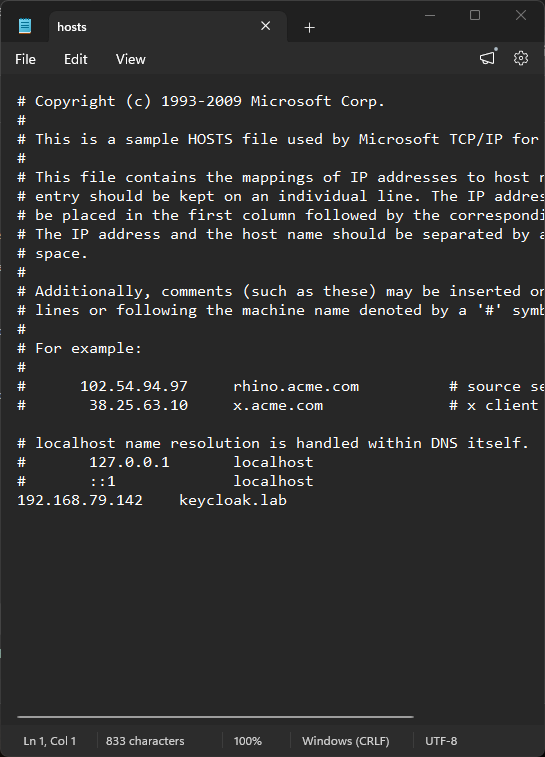 hosts
File Edit View
# Copyright (c) 1993-2009 Microsoft Corp.
#
# This is a sample HOSTS file used by Microsoft TCP/IP for
#
# This file contains the mappings of IP addresses to host
# entry should be kept on an individual line. The IP
# be placed in the first column followed by the
# The IP address and the host name should be separated by
# space.
#
# Additionally, comments (such as these) may be inserted
# lines or following the machine name denoted by a '#'
#
# For example:
#
#      102.54.94.97     rhino.acme.com          # source
#       38.25.63.10     x.acme.com              # x client
# localhost name resolution is handled within DNS itself.
#       127.0.0.1       localhost
#       ::1             localhost
192.168.79.142    keycloak.lab
Ln 1, Col 1 833 characters 100% Windows (CRLF) UTF-8